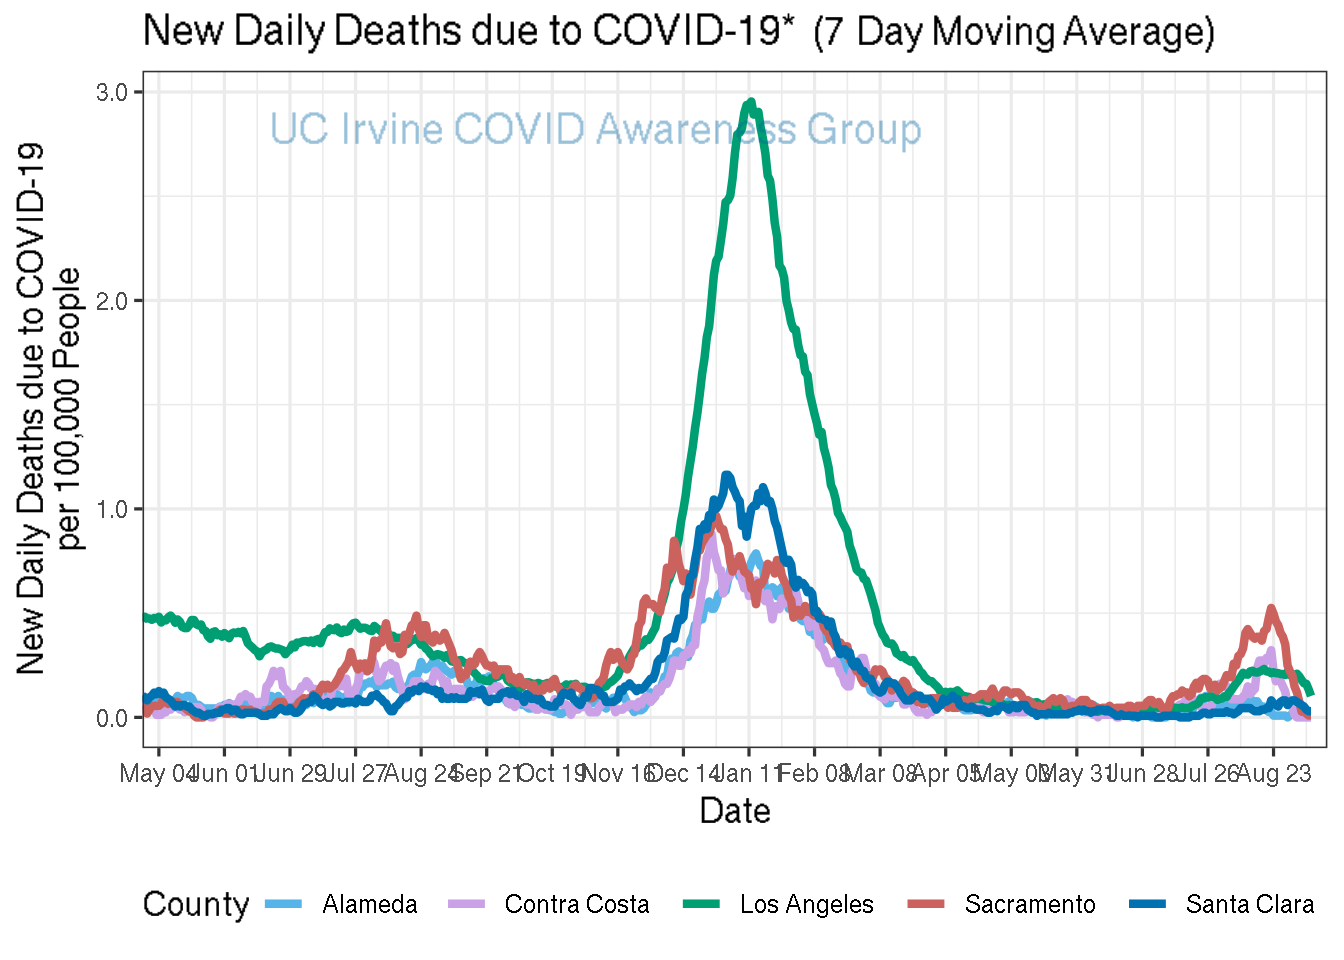 New Daily Deaths due to COVID-19* (7 Day Moving Average)
UC Irvine COVID Awareness Group
New Daily Deaths due to COVID-19
per 100,000 People
3.0
2.0
1.0
0.0
May 04 Jun 01 Jun 29 Jul 27 Aug 24 Sep 21 Oct 19 Nov 16 Dec 14 Jan 11 Feb 08 Mar 08 Apr 05 May 03 May 31 Jun 28 Jul 26 Aug 23
Date
County Alameda Contra Costa Los Angeles Sacramento Santa Clara